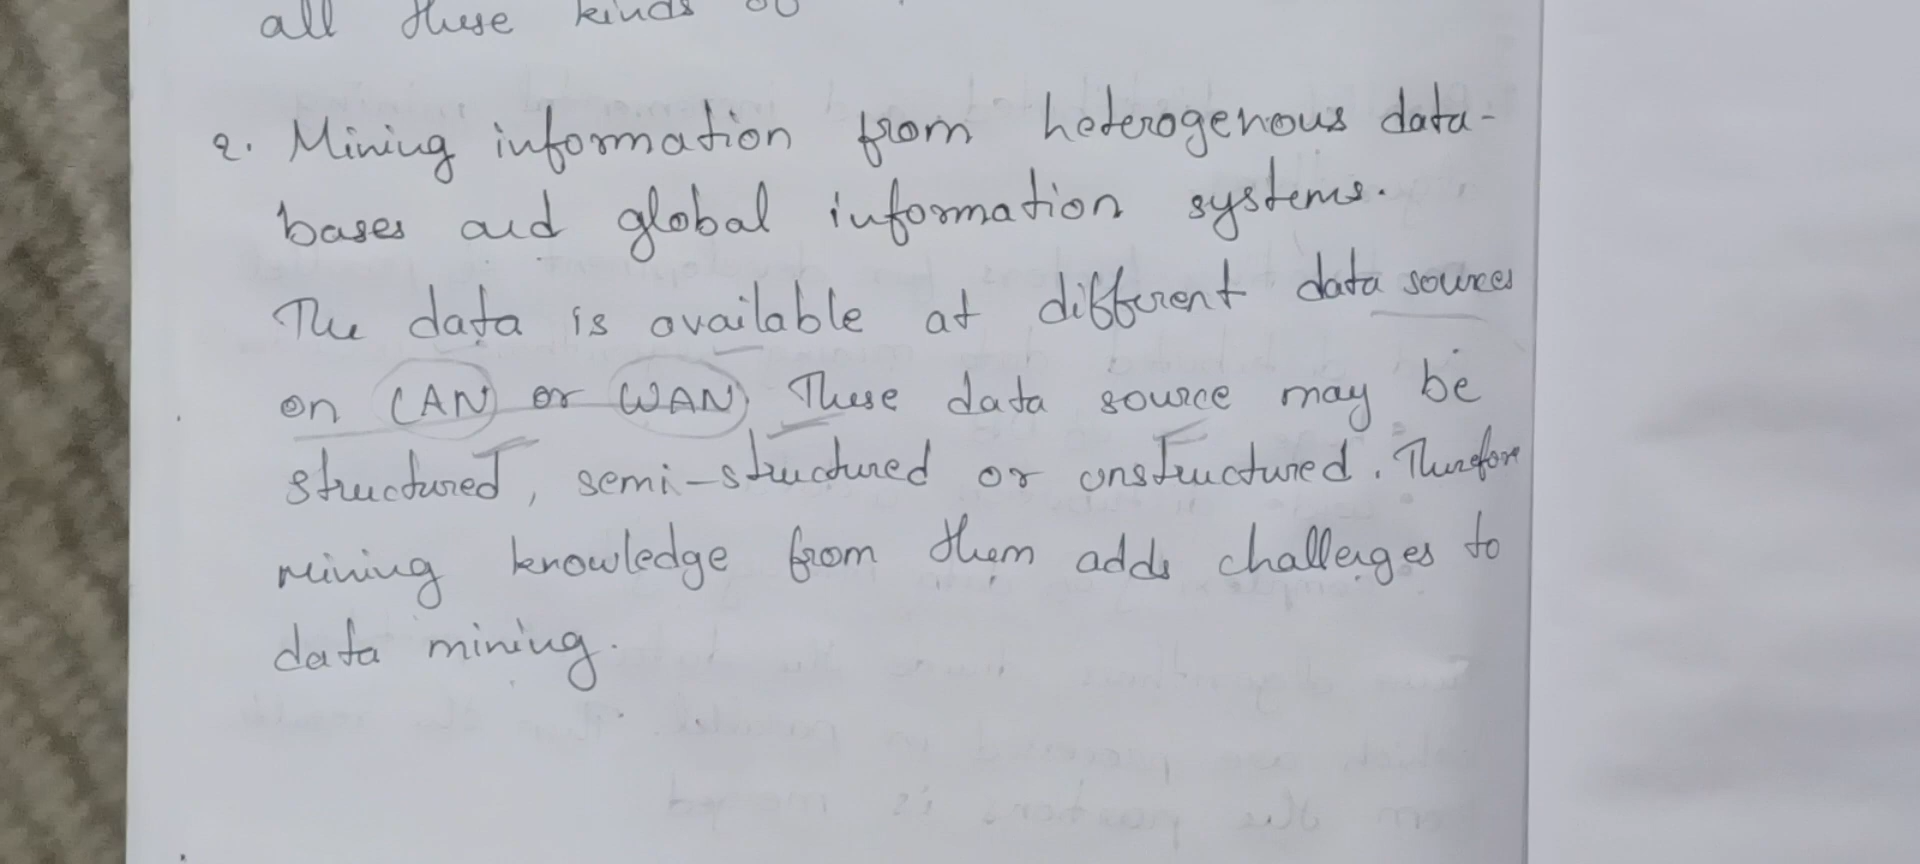 all these kinds
2. Mining information from heterogenous data-
bases and global information systems.
The data is available at different data sources
on LAN or WAN. These data source may be
structured, semi-structured or unstructured. Therefore
mining knowledge from them adds challenges to
data mining.